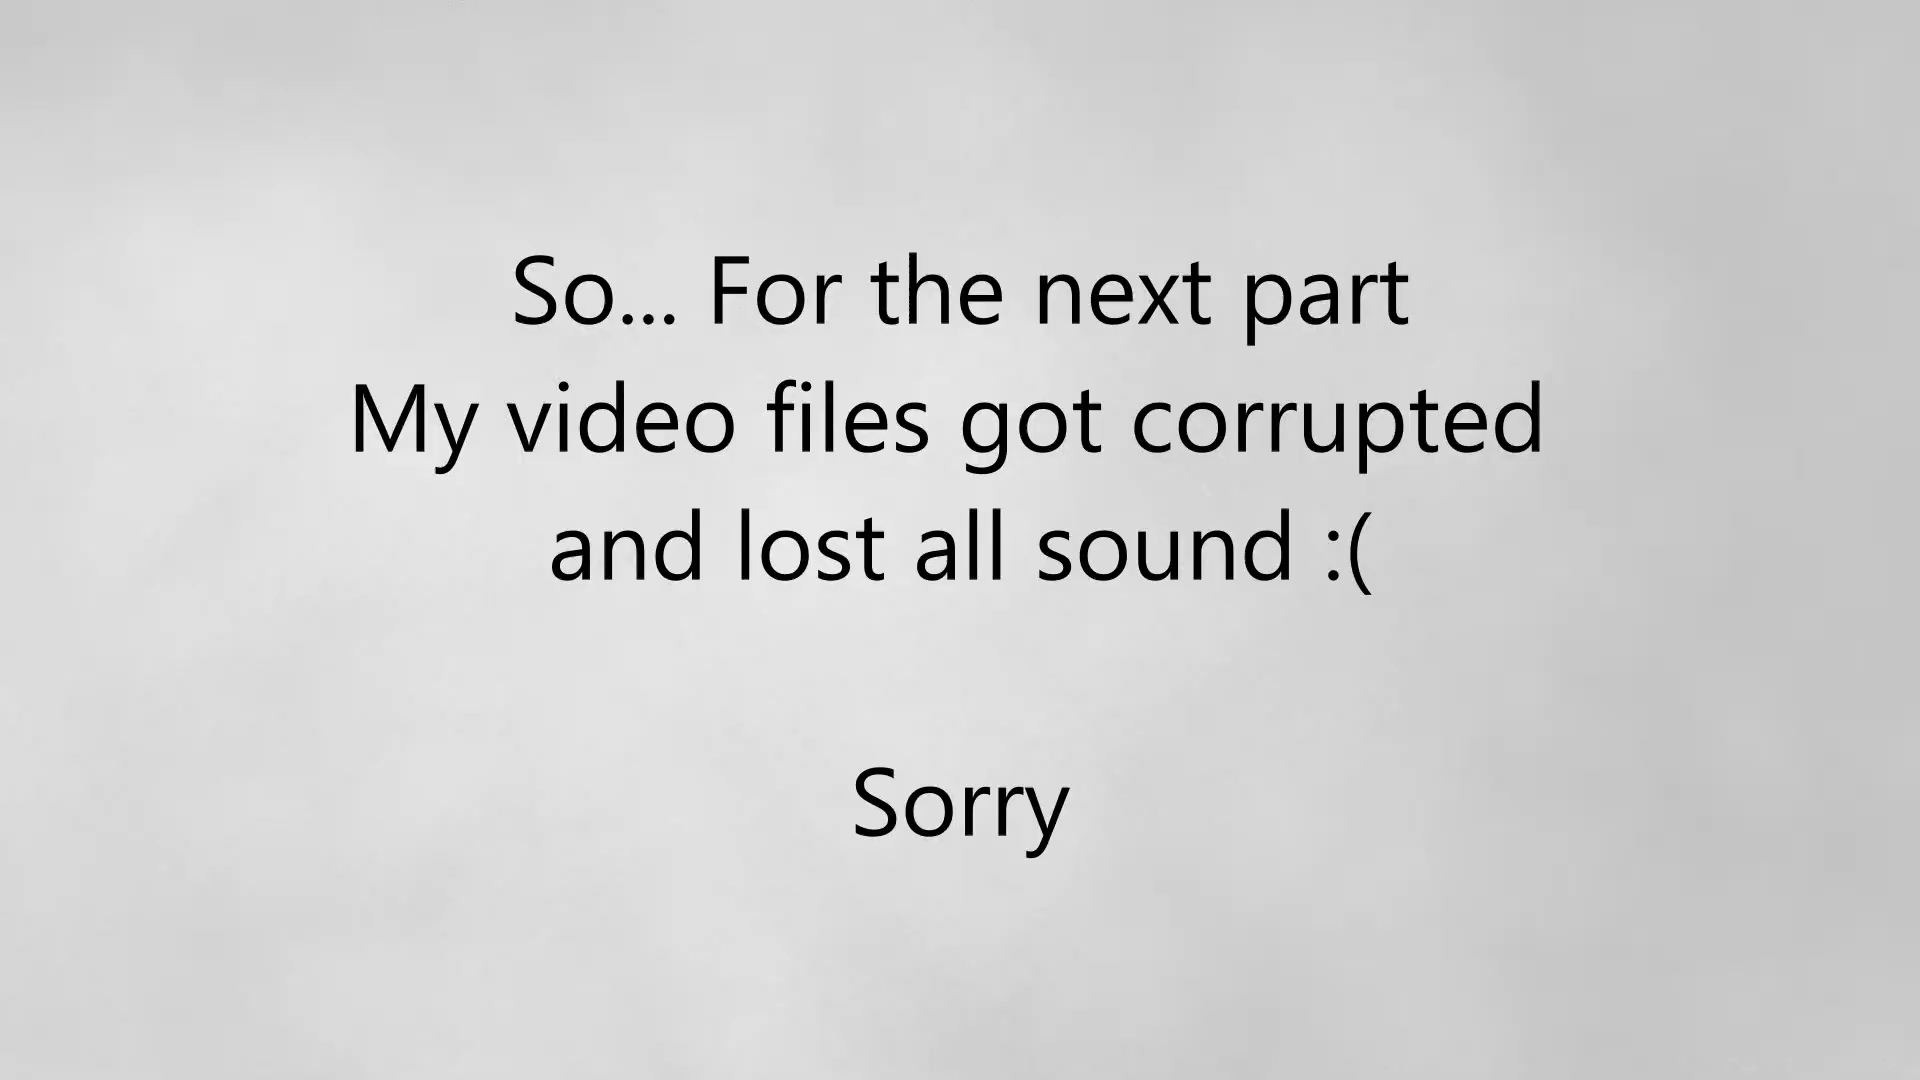 So... For the next part
My video files got corrupted
and lost all sound :(
Sorry